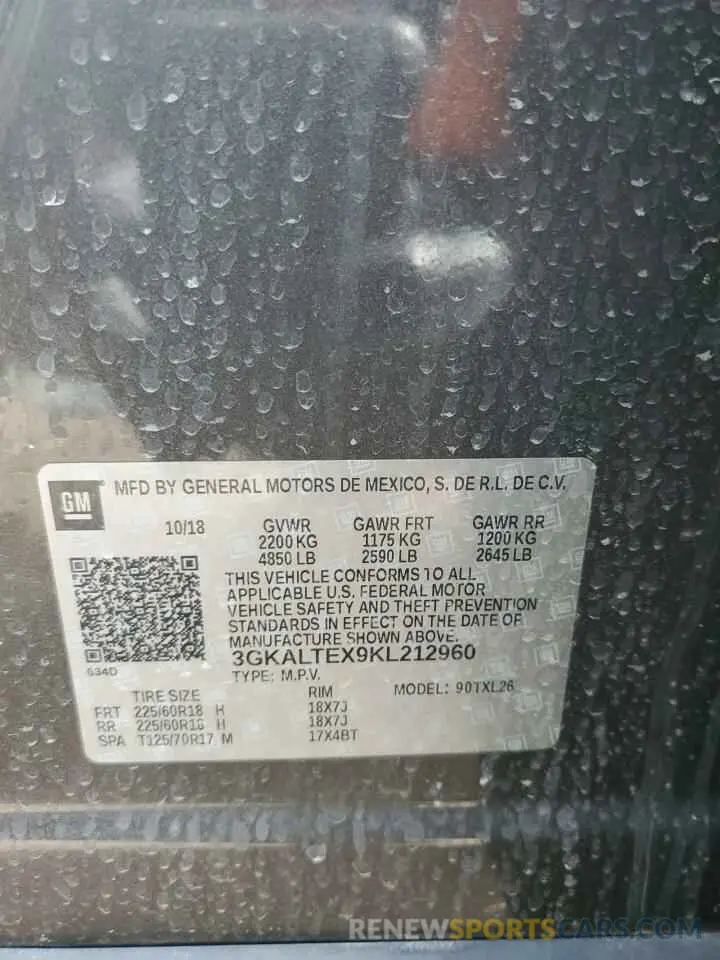 GM
MFD BY GENERAL MOTORS DE MEXICO, S. DE R.L. DE C.V.
10/18 GVWR GAWR FRT GAWR RR
2200 KG 1175 KG 1200 KG
4850 LB 2590 LB 2645 LB
THIS VEHICLE CONFORMS TO ALL
APPLICABLE U.S. FEDERAL MOTOR
VEHICLE SAFETY AND THEFT PREVENTION
STANDARDS IN EFFECT ON THE DATE OF
MANUFACTURE SHOWN ABOVE.
3GKALTEX9KL212960
634D TYPE: M.P.V.
TIRE SIZE RIM MODEL: 90TXL26
FRT 225/60R18 H 18X7J
RR 225/60R18 H 18X7J
SPA T125/70R17 M 17X4BT
REPAIREDSPORTSCARS.COM